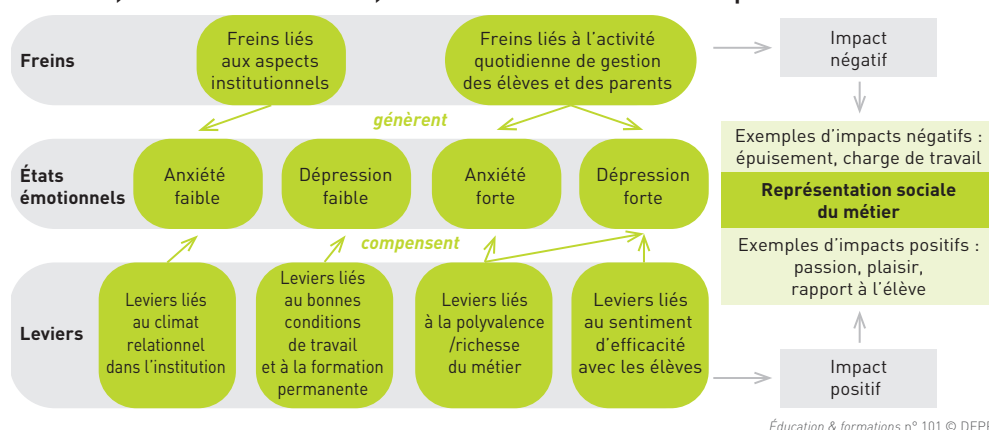 Freins
Freins liés
aux aspects
institutionnels
Freins liés à l’activité
quotidienne de gestion
des élèves et des parents
Impact
négatif
génèrent
États
émotionnels
Anxiété
faible
Dépression
faible
Anxiété
forte
Dépression
forte
Exemples d’impacts négatifs :
épuisement, charge de travail
Représentation sociale
du métier
Exemples d’impacts positifs :
passion, plaisir,
rapport à l’élève
compensent
Leviers
Leviers liés
au climat
relationnel
dans l’institution
Leviers liés
au bonnes
conditions
de travail
et à la formation
permanente
Leviers liés
à la polyvalence
/richesse
du métier
Leviers liés
au sentiment
d’efficacité
avec les élèves
Impact
positif
Éducation & formations n° 101 © DEPP